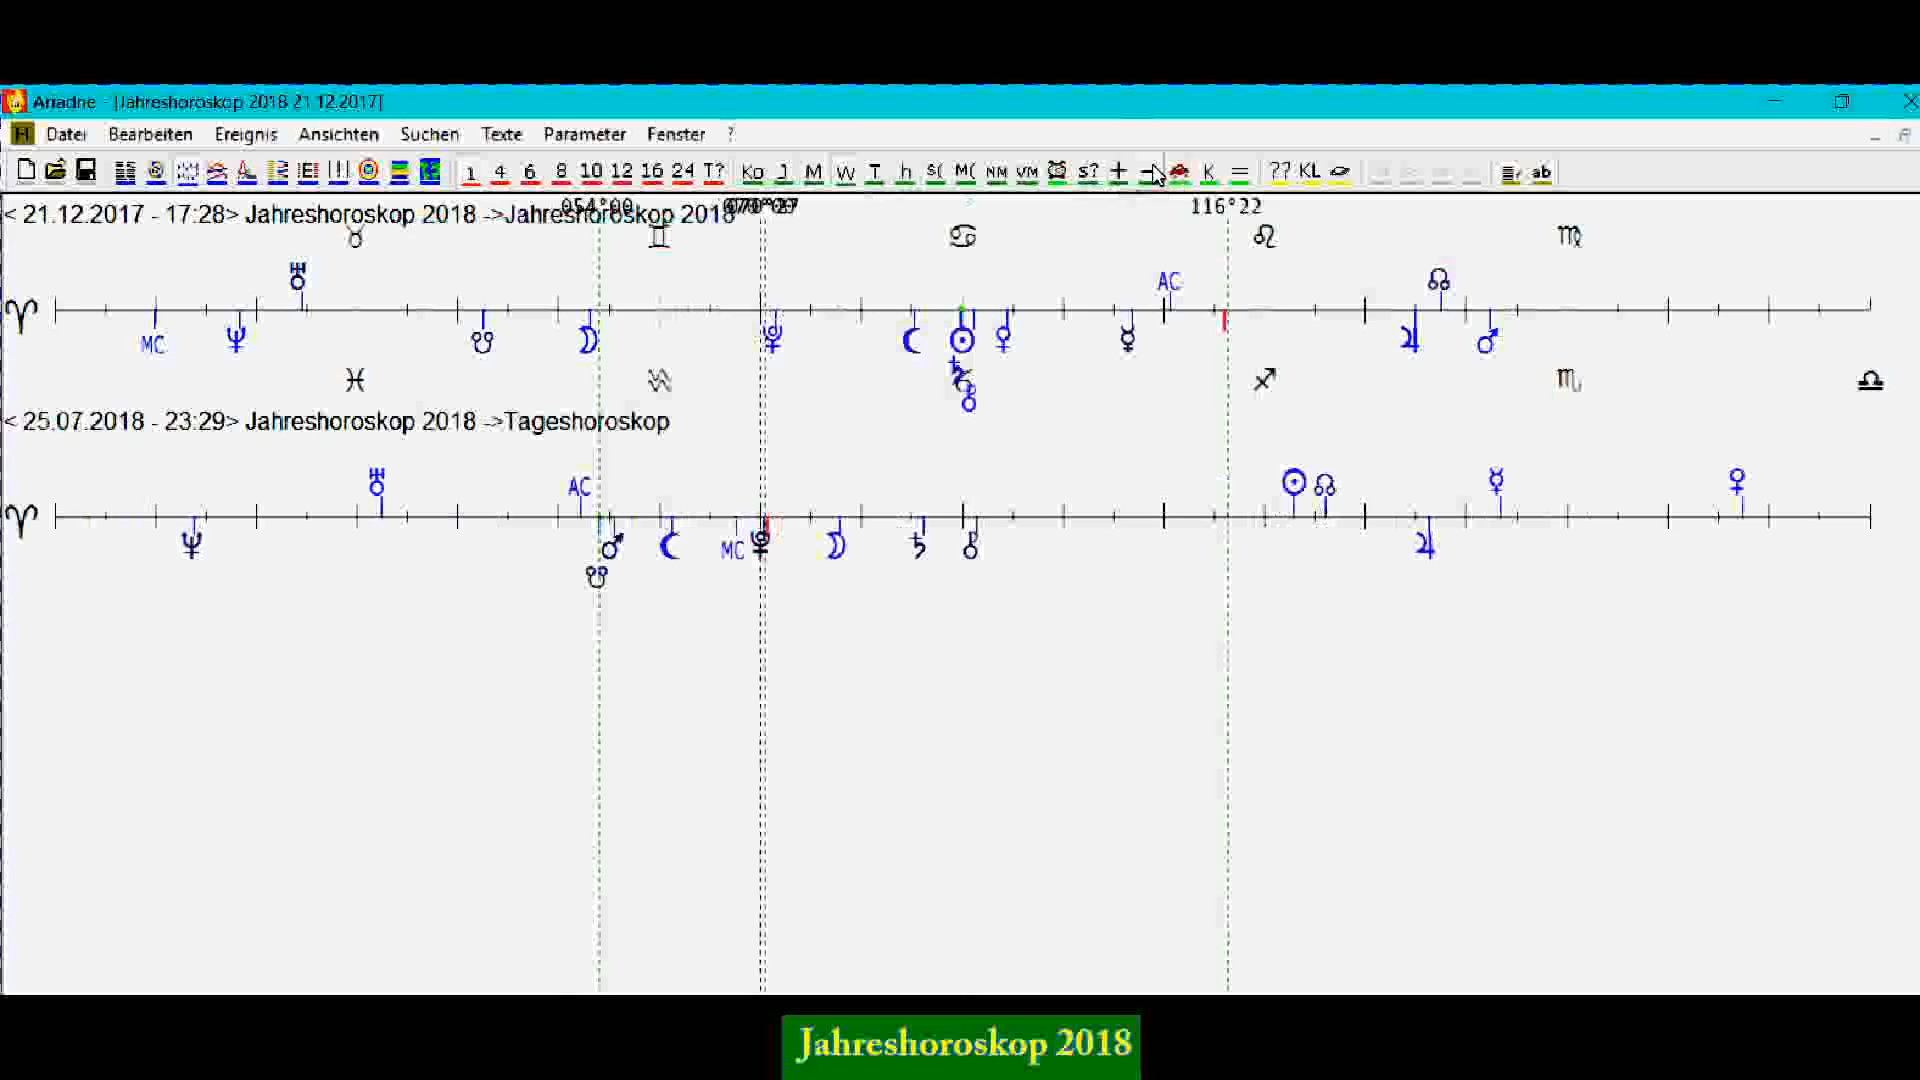 Ariadne - [Jahreshoroskop 2018 21.12.2017]
Datei Bearbeiten Ereignis Ansichten Suchen Texte Parameter Fenster ?
1 4 6 8 10 12 16 24 T? Ko J M W T h S( M( NM VM S? + K = ?? KL ab
054°00 116°22
< 21.12.2017 - 17:28> Jahreshoroskop 2018 ->Jahreshoroskop 2018
AC
MC
< 25.07.2018 - 23:29> Jahreshoroskop 2018 ->Tageshoroskop
AC
MC
Jahreshoroskop 2018